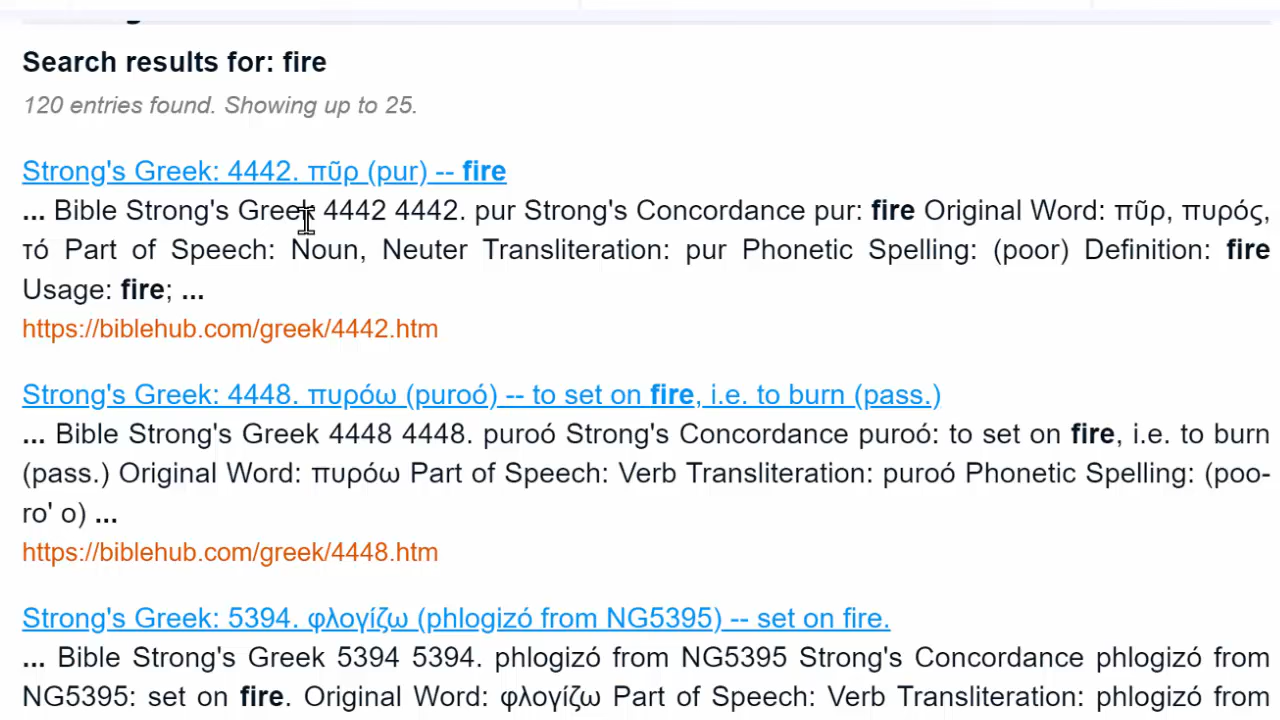 Search results for: fire
120 entries found. Showing up to 25.
Strong's Greek: 4442. πῦρ (pur) -- fire
... Bible Strong's Greek 4442 4442. pur Strong's Concordance pur: fire Original Word: πῦρ, πυρός,
τό Part of Speech: Noun, Neuter Transliteration: pur Phonetic Spelling: (poor) Definition: fire
Usage: fire; ...
https://biblehub.com/greek/4442.htm
Strong's Greek: 4448. πυρόω (puroó) -- to set on fire, i.e. to burn (pass.)
... Bible Strong's Greek 4448 4448. puroó Strong's Concordance puroó: to set on fire, i.e. to burn
(pass.) Original Word: πυρόω Part of Speech: Verb Transliteration: puroó Phonetic Spelling: (poo-
ro' o) ...
https://biblehub.com/greek/4448.htm
Strong's Greek: 5394. φλογίζω (phlogizó from NG5395) -- set on fire.
... Bible Strong's Greek 5394 5394. phlogizó from NG5395 Strong's Concordance phlogizó from
NG5395: set on fire. Original Word: φλογίζω Part of Speech: Verb Transliteration: phlogizó from